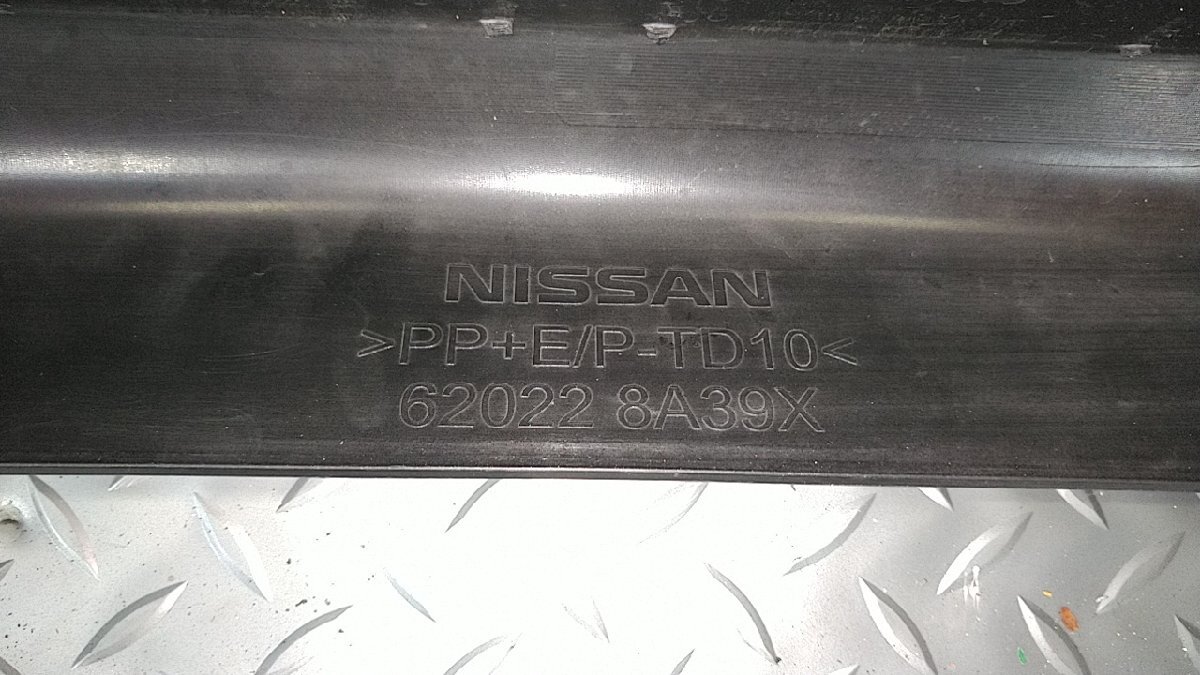 NISSAN
>PP+E/P-TD10<
62022 8A39X